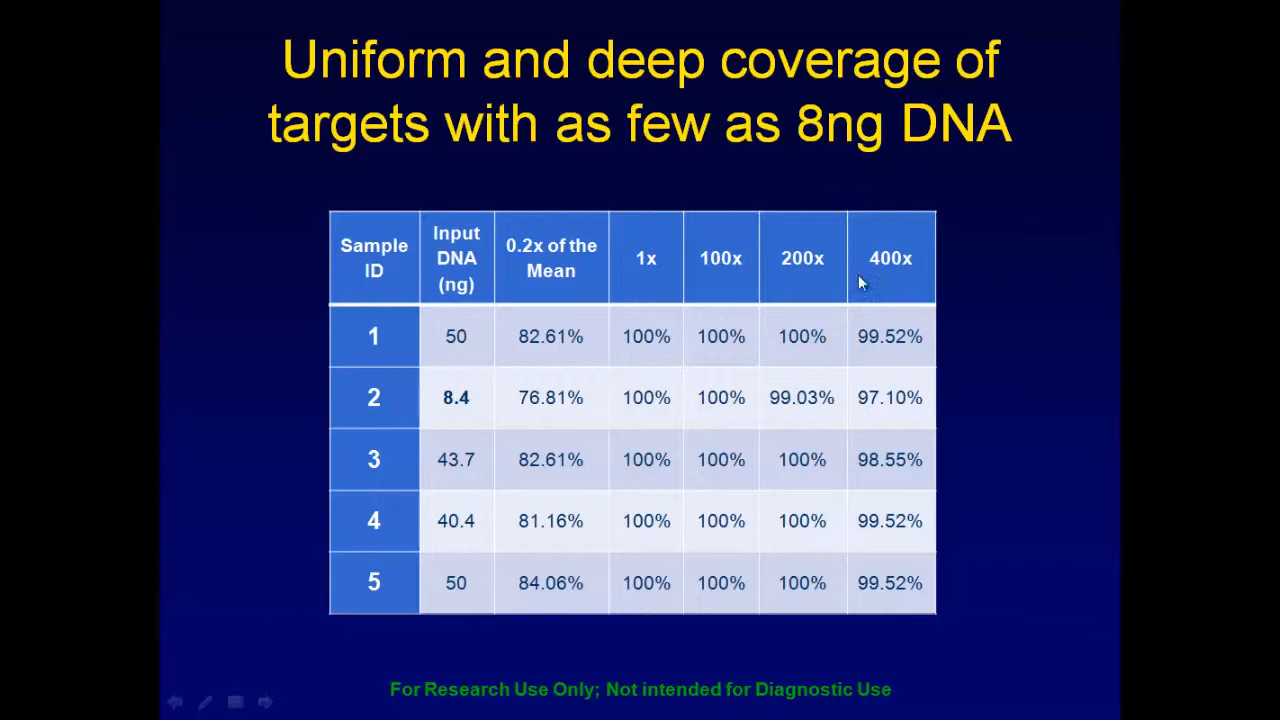 Uniform and deep coverage of
targets with as few as 8ng DNA
Sample ID Input DNA (ng) 0.2x of the Mean 1x 100x 200x 400x
1 50 82.61% 100% 100% 100% 99.52%
2 8.4 76.81% 100% 100% 99.03% 97.10%
3 43.7 82.61% 100% 100% 100% 98.55%
4 40.4 81.16% 100% 100% 100% 99.52%
5 50 84.06% 100% 100% 100% 99.52%
For Research Use Only; Not intended for Diagnostic Use